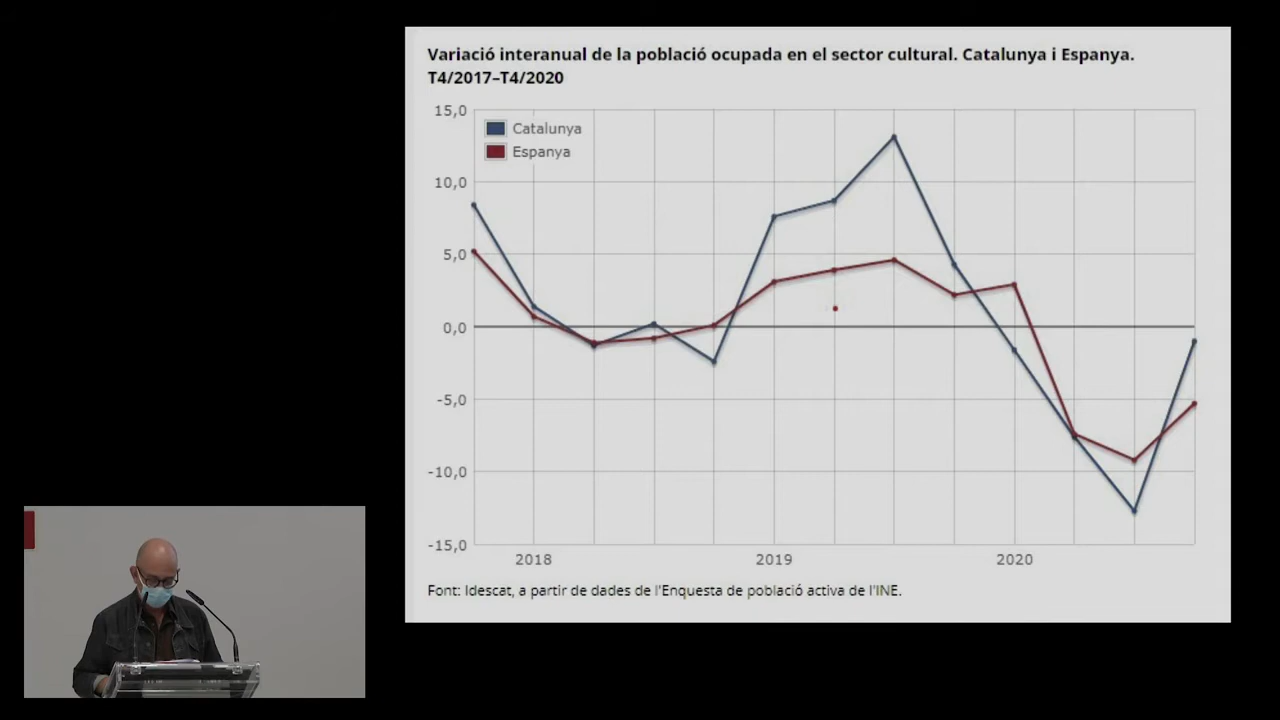 Variació interanual de la població ocupada en el sector cultural. Catalunya i Espanya.
T4/2017–T4/2020
15,0
Catalunya
Espanya
10,0
5,0
0,0
-5,0
-10,0
-15,0
2018
2019
2020
Font: Idescat, a partir de dades de l'Enquesta de població activa de l'INE.